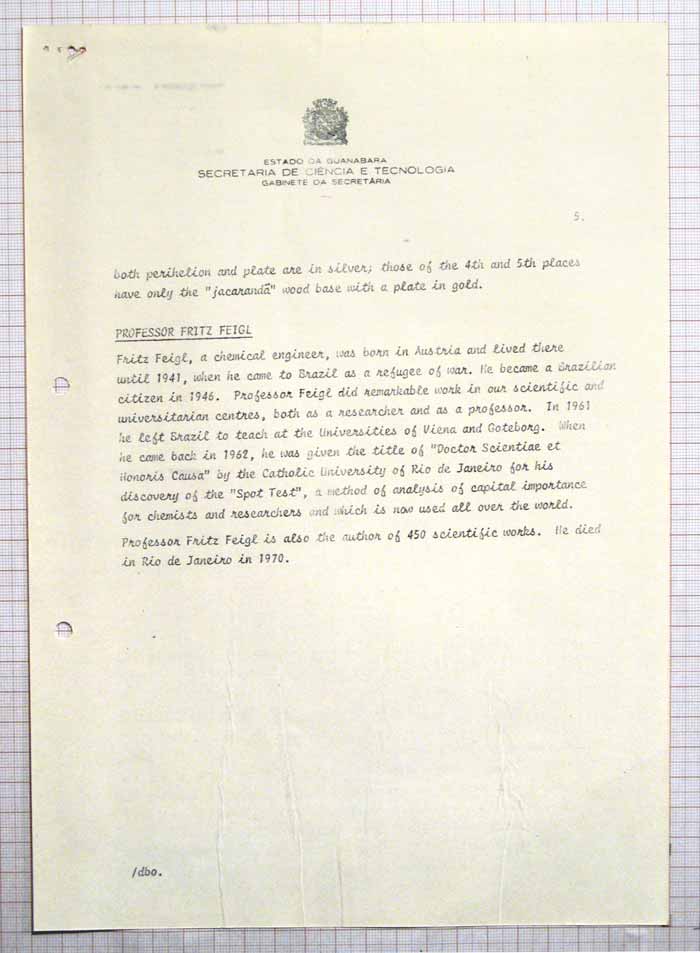 ESTADO DA GUANABARA
SECRETARIA DE CIÊNCIA E TECNOLOGIA
GABINETE DA SECRETÁRIA
5.
both perihelion and plate are in silver; those of the 4th and 5th places
have only the "jacarandã" wood base with a plate in gold.
PROFESSOR FRITZ FEIGL
Fritz Feigl, a chemical engineer, was born in Austria and lived there
until 1941, when he came to Brazil as a refugee of war. He became a Brazilian
citizen in 1946. Professor Feigl did remarkable work in our scientific and
universitarian centres, both as a researcher and as a professor. In 1961
he left Brazil to teach at the Universities of Viena and Goteborg. When
he came back in 1962, he was given the title of "Doctor Scientiae et
Honoris Causa" by the Catholic University of Rio de Janeiro for his
discovery of the "Spot Test", a method of analysis of capital importance
for chemists and researchers and which is now used all over the world.
Professor Fritz Feigl is also the author of 450 scientific works. He died
in Rio de Janeiro in 1970.
/dbo.